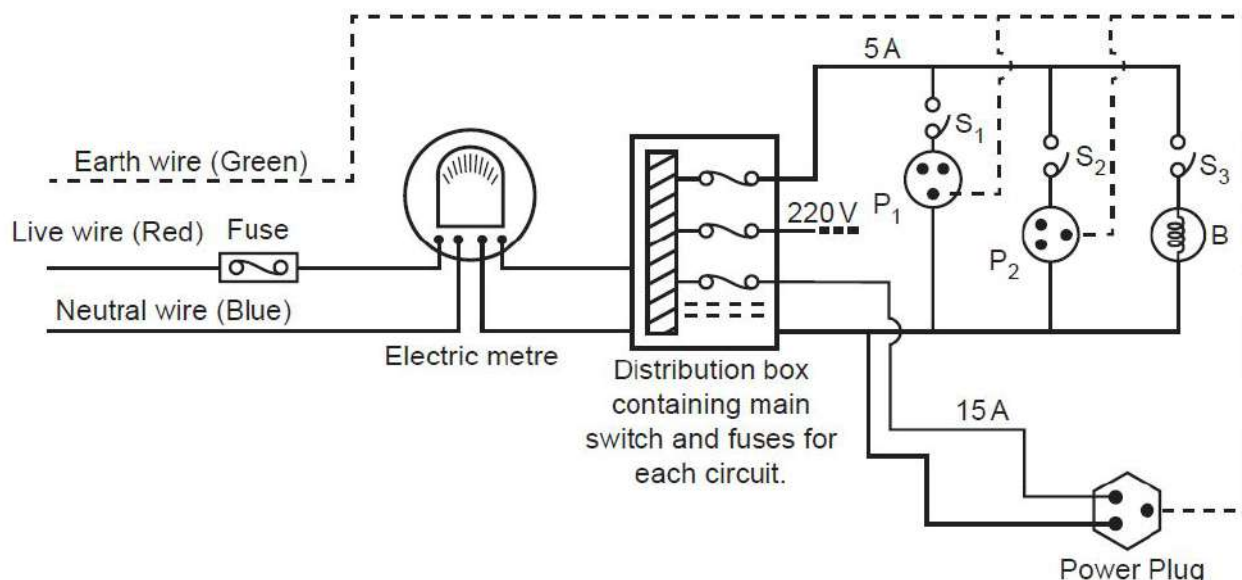 5 A
Earth wire (Green)
S1
S2
S3
P1
220 V
Live wire (Red)
Fuse
B
P2
Neutral wire (Blue)
Electric metre
Distribution box
containing main
switch and fuses for
each circuit.
15 A
Power Plug